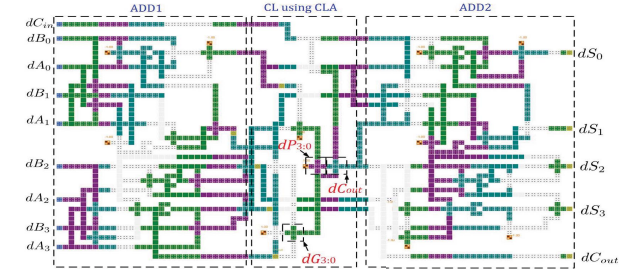 ADD1
CL using CLA
ADD2
dC_in
dB_0
dA_0
dB_1
dA_1
dB_2
dA_2
dB_3
dA_3
dP_3:0
dC_out
dG_3:0
dS_0
dS_1
dS_2
dS_3
dC_out